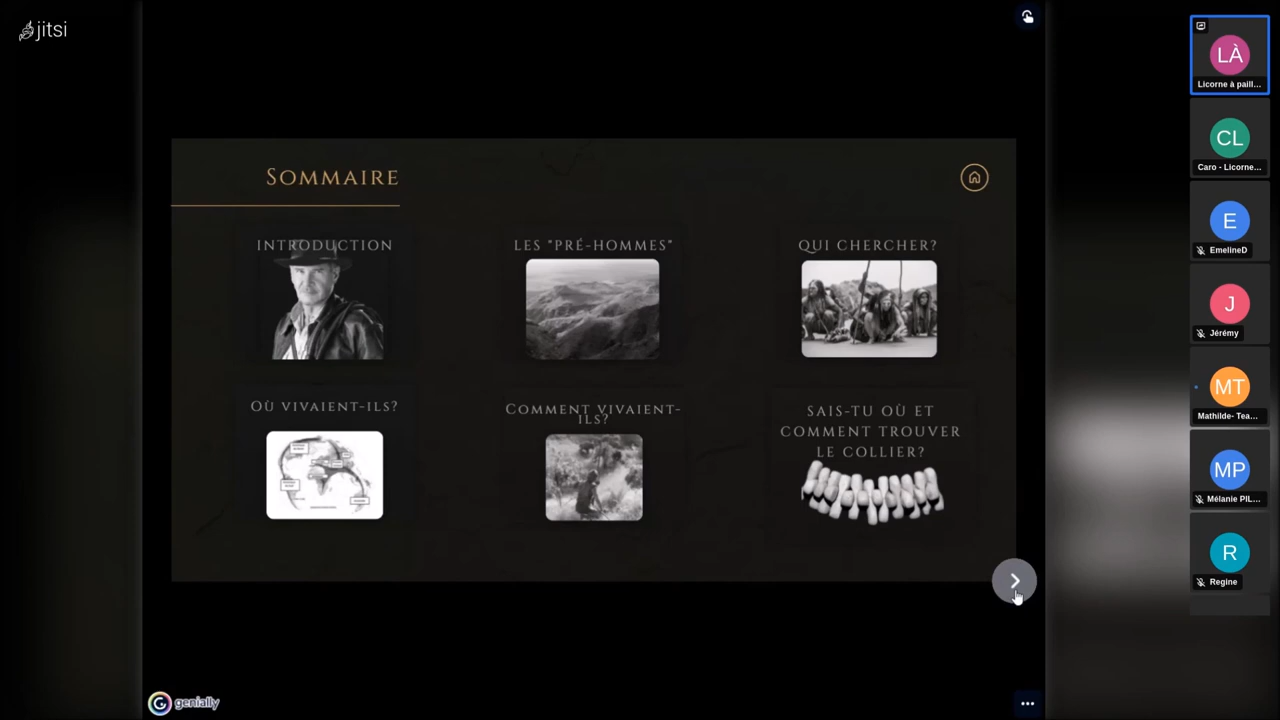 jitsi
SOMMAIRE
INTRODUCTION
LES "PRÉ-HOMMES"
QUI CHERCHER?
OÙ VIVAIENT-ILS?
COMMENT VIVAIENT-
ILS?
SAIS-TU OÙ ET
COMMENT TROUVER
LE COLLIER?
genially
LÀ
Licorne à paill...
CL
Caro - Licorne...
E
EmelineD
J
Jérémy
MT
Mathilde- Tea...
MP
Mélanie PIL...
R
Regine